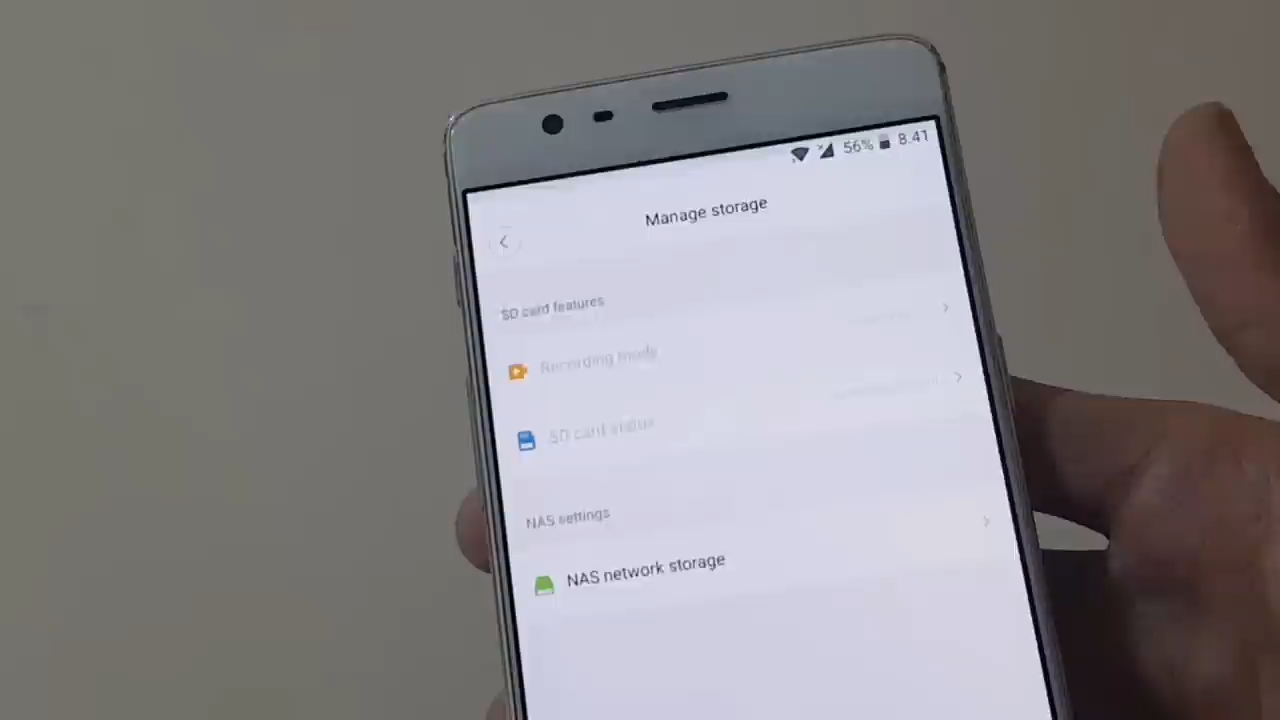 56% 8.41
Manage storage
SD card features
Recording mode
SD card status
NAS settings
NAS network storage